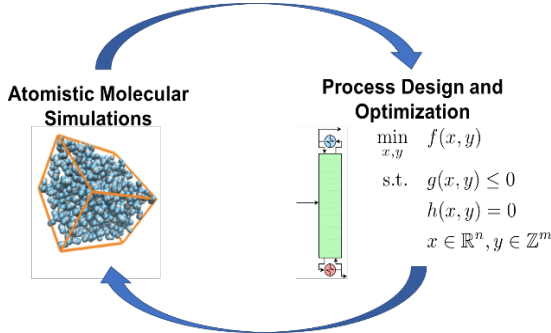 Atomistic Molecular
Simulations
Process Design and
Optimization
min f(x, y)
x,y
s.t. g(x, y) ≤ 0
h(x, y) = 0
x ∈ ℝⁿ, y ∈ ℤᵐ